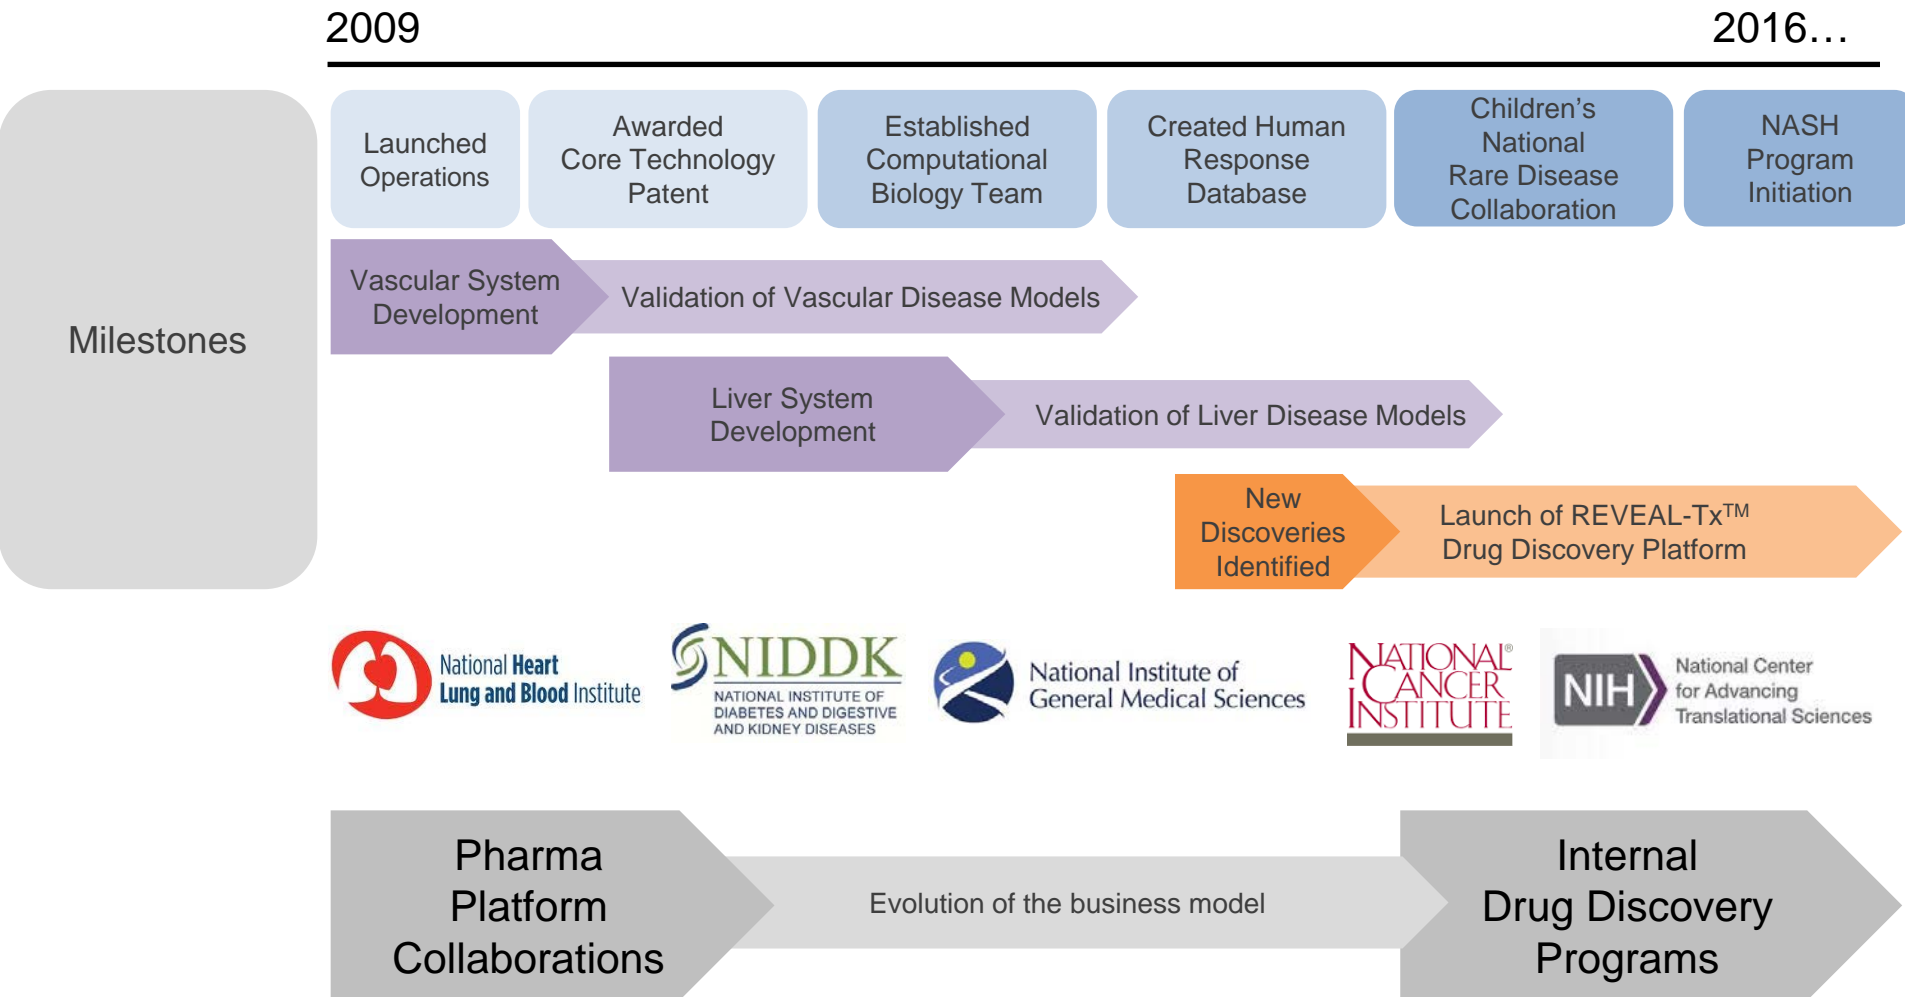 2009
2016…
Milestones
Launched
Operations
Awarded
Core Technology
Patent
Established
Computational
Biology Team
Created Human
Response
Database
Children’s
National
Rare Disease
Collaboration
NASH
Program
Initiation
Vascular System
Development
Validation of Vascular Disease Models
Liver System
Development
Validation of Liver Disease Models
New
Discoveries
Identified
Launch of REVEAL-Tx™
Drug Discovery Platform
National Heart
Lung and Blood Institute
NIDDK
NATIONAL INSTITUTE OF
DIABETES AND DIGESTIVE
AND KIDNEY DISEASES
National Institute of
General Medical Sciences
NATIONAL®
CANCER
INSTITUTE
NIH
National Center
for Advancing
Translational Sciences
Pharma
Platform
Collaborations
Evolution of the business model
Internal
Drug Discovery
Programs